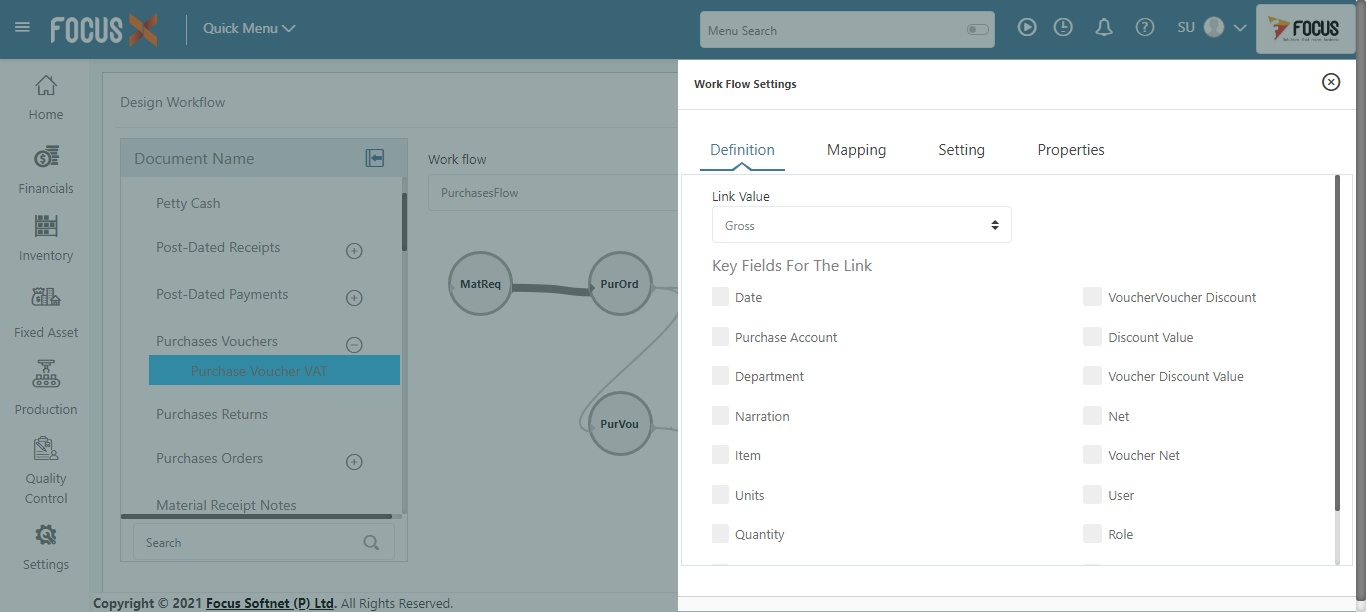 FOCUS X
Quick Menu
Menu Search
SU
FOCUS
Home
Financials
Inventory
Fixed Asset
Production
Quality
Control
Settings
Design Workflow
Document Name
Petty Cash
Post-Dated Receipts
Post-Dated Payments
Purchases Vouchers
Purchase Voucher VAT
Purchases Returns
Purchases Orders
Material Receipt Notes
Search
Work flow
PurchasesFlow
MatReq
PurOrd
PurVou
Work Flow Settings
Definition Mapping Setting Properties
Link Value
Gross
Key Fields For The Link
Date
Purchase Account
Department
Narration
Item
Units
Quantity
VoucherVoucher Discount
Discount Value
Voucher Discount Value
Net
Voucher Net
User
Role
Copyright © 2021 Focus Softnet (P) Ltd. All Rights Reserved.